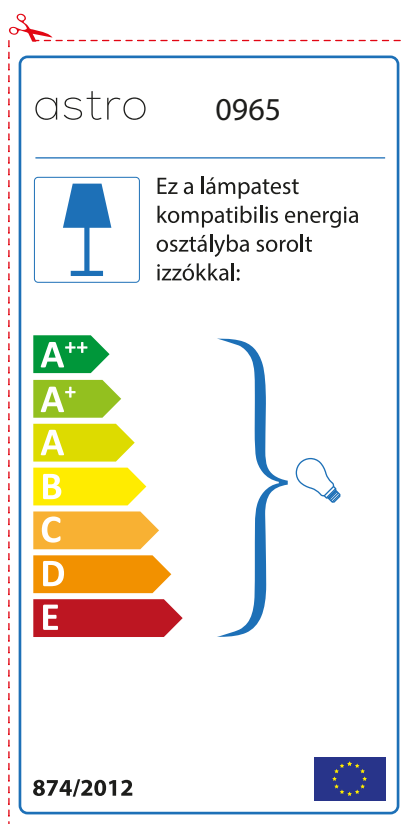 astro 0965
Ez a lámpatest
kompatibilis energia
osztályba sorolt
izzókkal:
A++
A+
A
B
C
D
E
874/2012